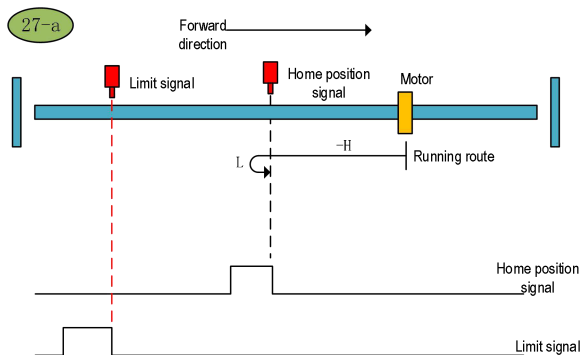 27-a
Forward
direction
Limit signal
Home position
signal
Motor
-H
L
Running route
Home position
signal
Limit signal